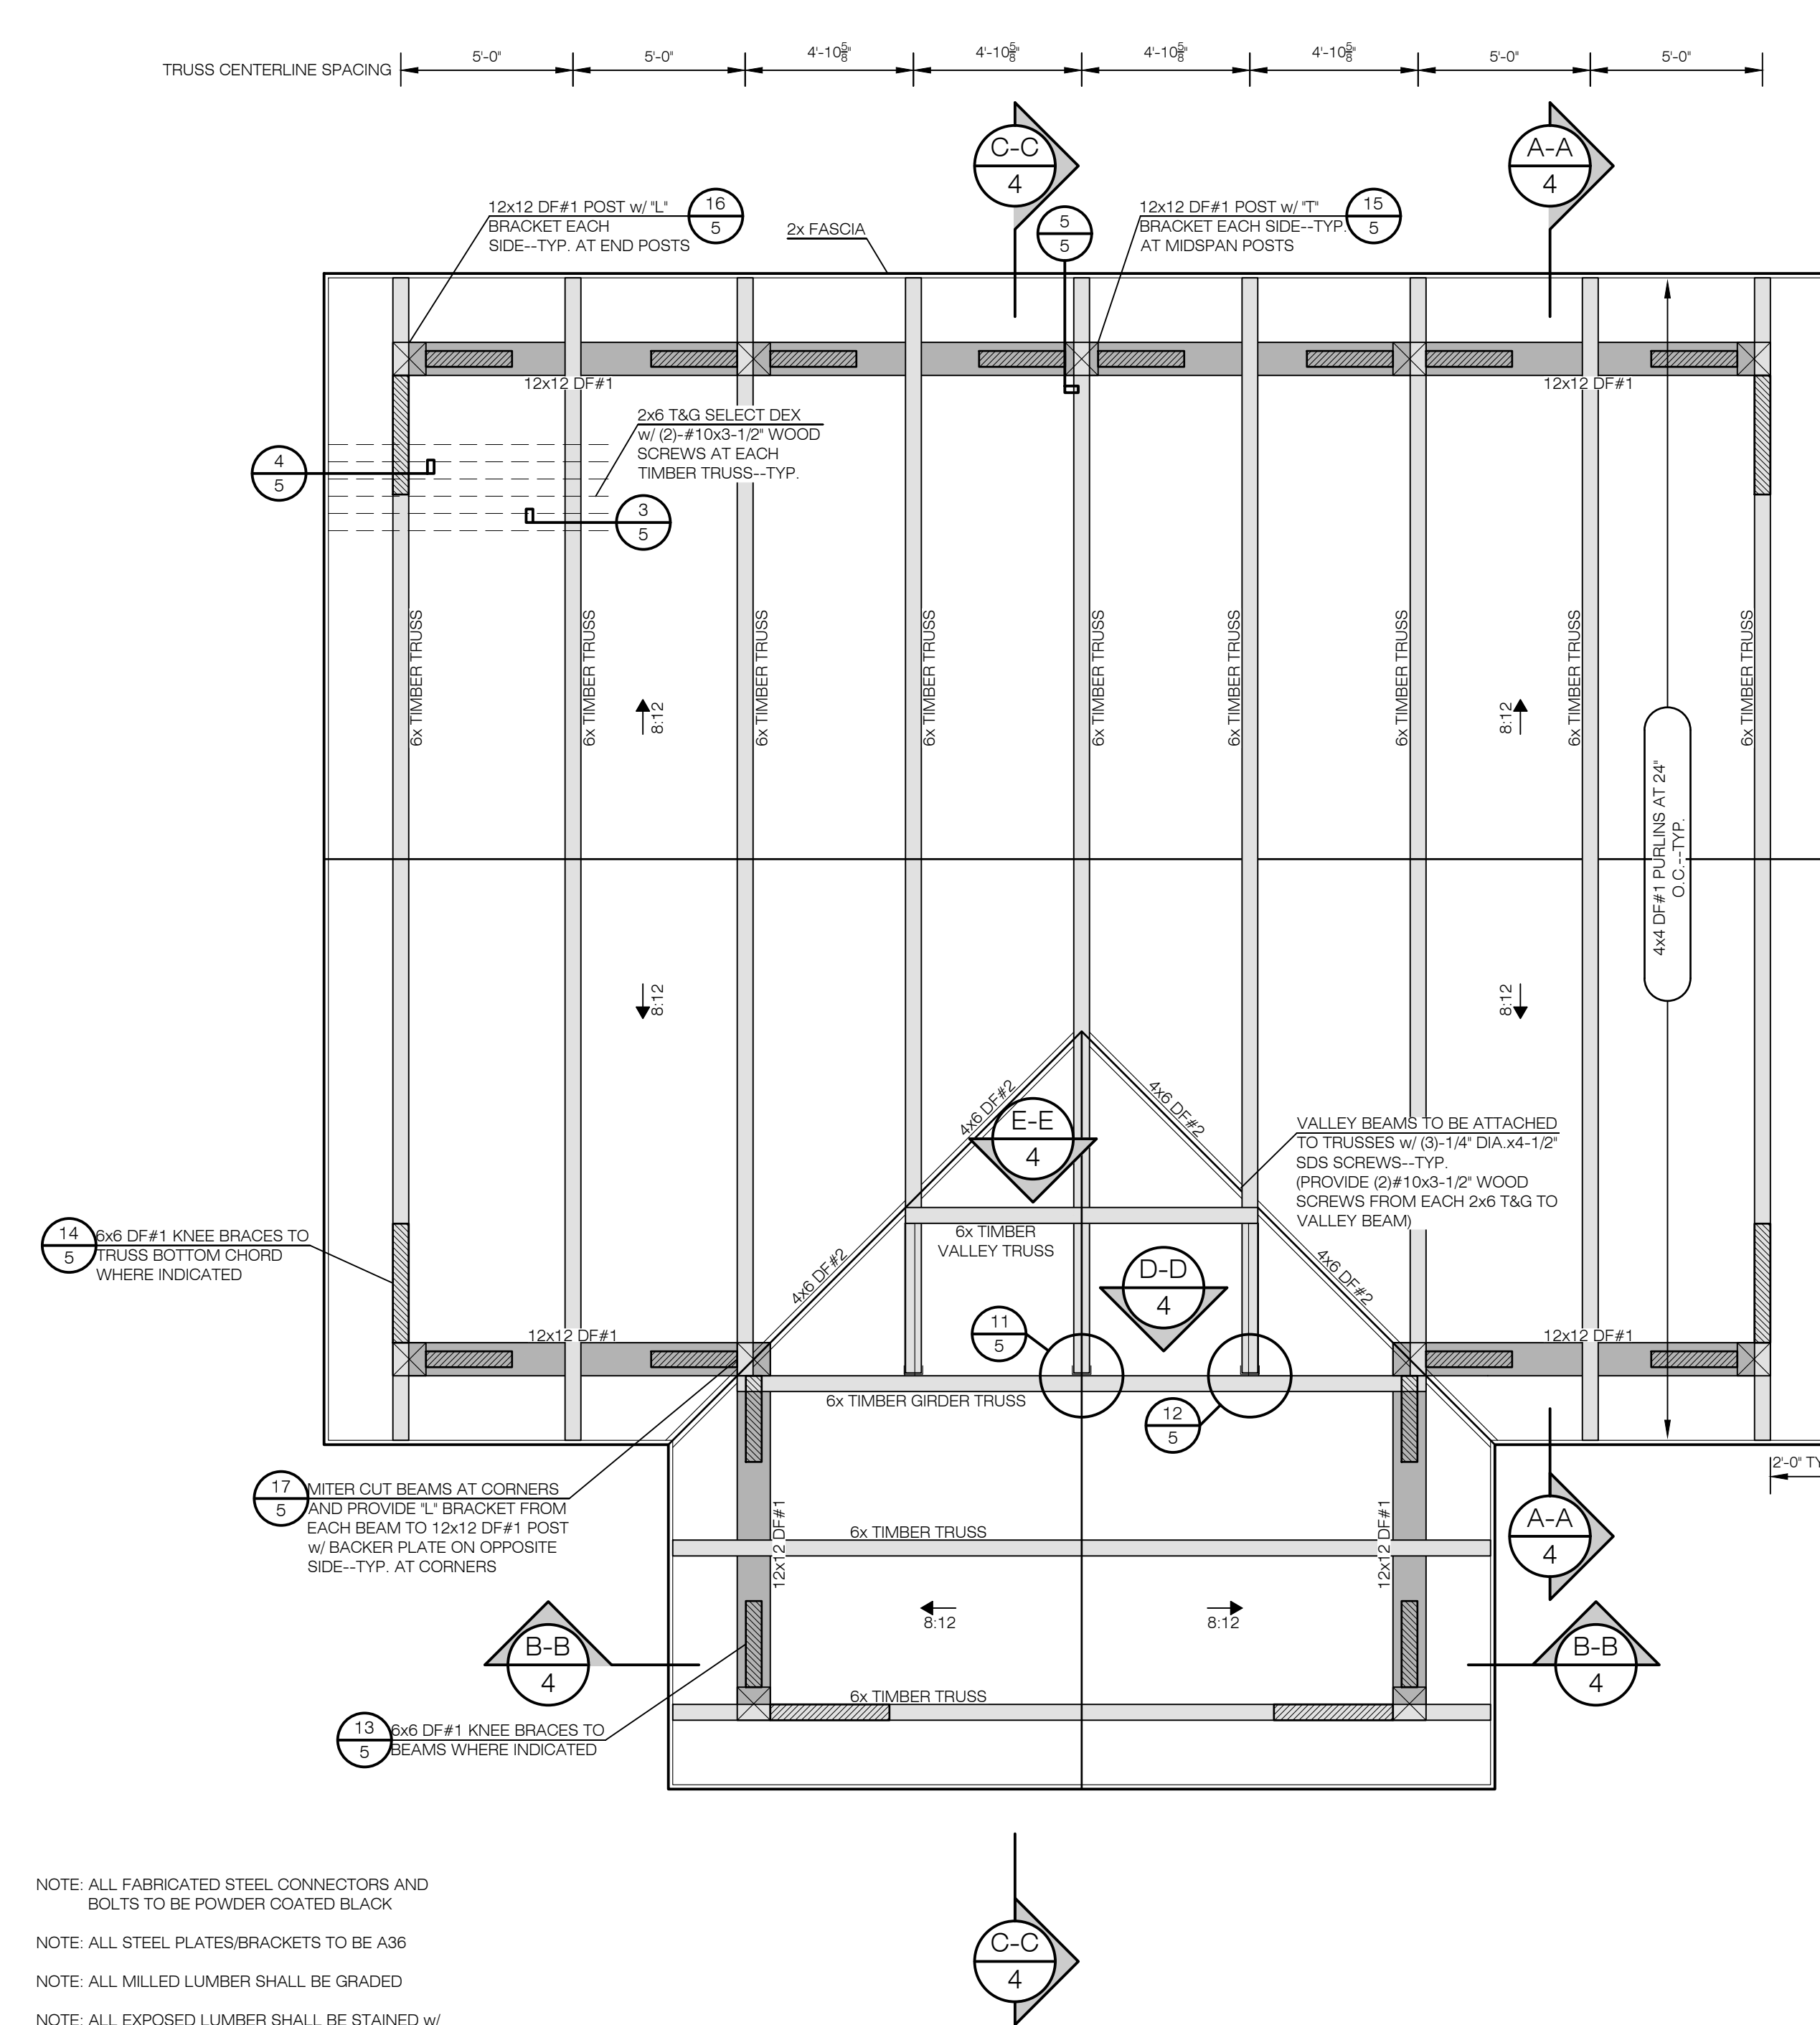 5'-0"
5'-0"
4'-10 5/8"
4'-10 5/8"
4'-10 5/8"
4'-10 5/8"
5'-0"
5'-0"
TRUSS CENTERLINE SPACING
C-C
4
A-A
4
12x12 DF#1 POST w/ "L"
BRACKET EACH
SIDE--TYP. AT END POSTS
16
5
2x FASCIA
5
5
12x12 DF#1 POST w/ "T"
BRACKET EACH SIDE--TYP.
AT MIDSPAN POSTS
15
5
12x12 DF#1
12x12 DF#1
2x6 T&G SELECT DEX
w/ (2)-#10x3-1/2" WOOD
SCREWS AT EACH
TIMBER TRUSS--TYP.
4
5
3
5
6x TIMBER TRUSS
6x TIMBER TRUSS
6x TIMBER TRUSS
6x TIMBER TRUSS
6x TIMBER TRUSS
6x TIMBER TRUSS
6x TIMBER TRUSS
6x TIMBER TRUSS
6x TIMBER TRUSS
8:12
8:12
4x4 DF#1 PURLINS AT 24"
O.C.--TYP.
8:12
8:12
4x6 DF#2
4x6 DF#2
E-E
4
VALLEY BEAMS TO BE ATTACHED
TO TRUSSES w/ (3)-1/4" DIA.x4-1/2"
SDS SCREWS--TYP.
(PROVIDE (2)#10x3-1/2" WOOD
SCREWS FROM EACH 2x6 T&G TO
VALLEY BEAM)
14
5
6x6 DF#1 KNEE BRACES TO
TRUSS BOTTOM CHORD
WHERE INDICATED
6x TIMBER
VALLEY TRUSS
4x6 DF#2
4x6 DF#2
D-D
4
11
5
12x12 DF#1
12x12 DF#1
6x TIMBER GIRDER TRUSS
12
5
2'-0" TY
17
5
MITER CUT BEAMS AT CORNERS
AND PROVIDE "L" BRACKET FROM
EACH BEAM TO 12x12 DF#1 POST
w/ BACKER PLATE ON OPPOSITE
SIDE--TYP. AT CORNERS
12x12 DF#1
12x12 DF#1
6x TIMBER TRUSS
A-A
4
8:12
8:12
B-B
4
B-B
4
6x TIMBER TRUSS
13
5
6x6 DF#1 KNEE BRACES TO
BEAMS WHERE INDICATED
NOTE: ALL FABRICATED STEEL CONNECTORS AND
BOLTS TO BE POWDER COATED BLACK
NOTE: ALL STEEL PLATES/BRACKETS TO BE A36
C-C
4
NOTE: ALL MILLED LUMBER SHALL BE GRADED
NOTE: ALL EXPOSED LUMBER SHALL BE STAINED w/